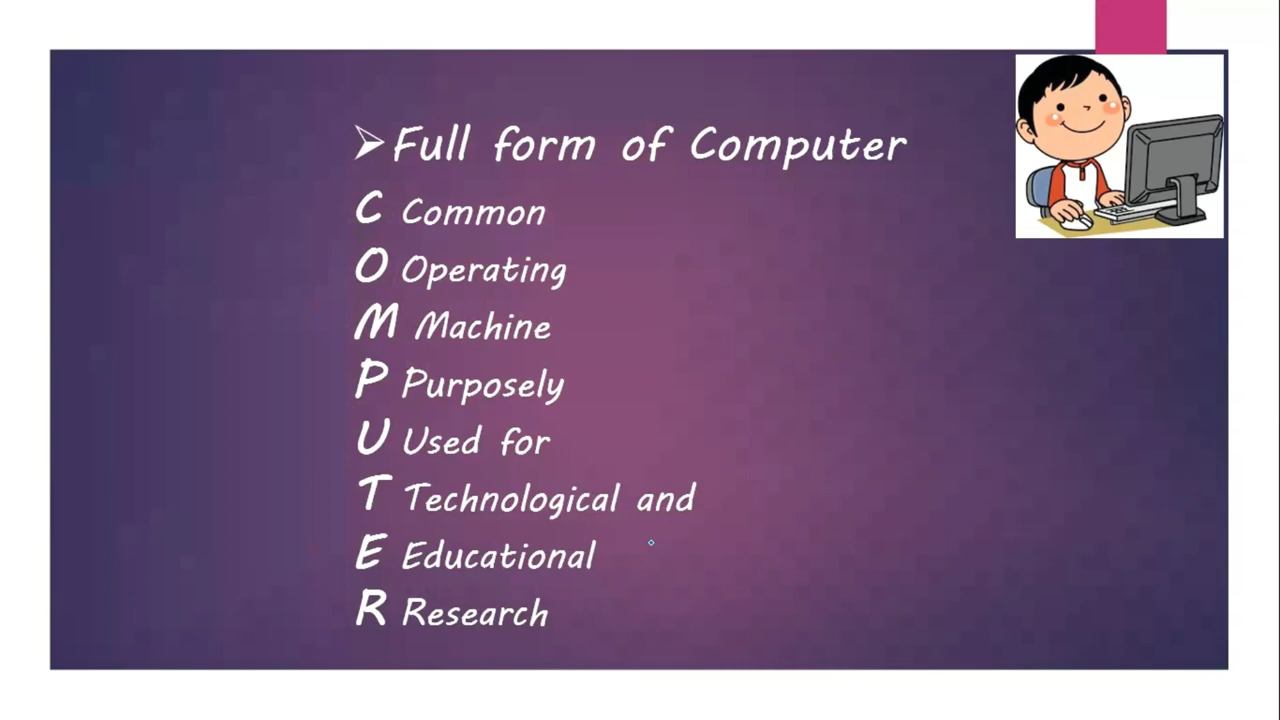 Full form of Computer
C Common
O Operating
M Machine
P Purposely
U Used for
T Technological and
E Educational
R Research